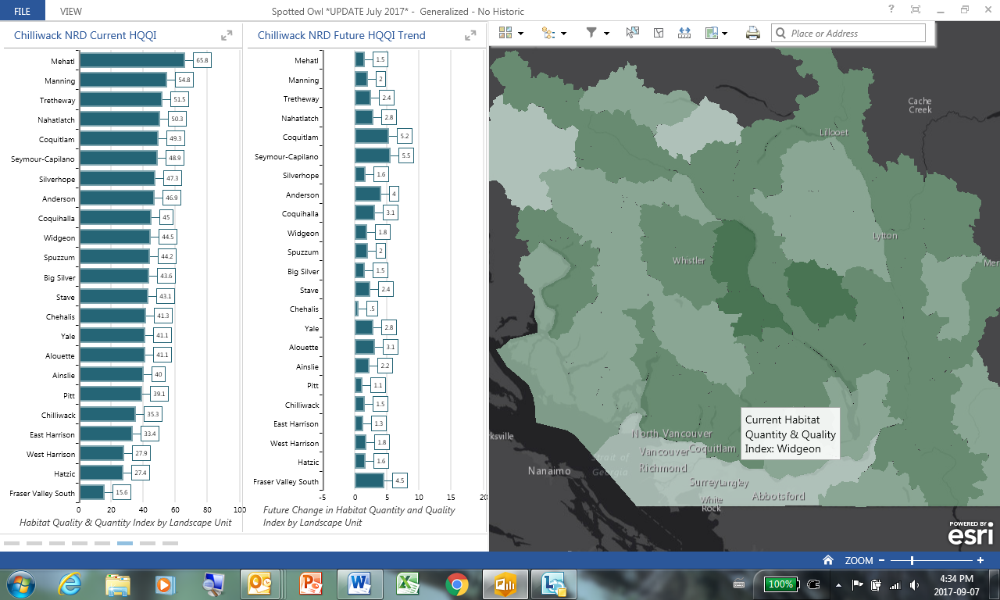 FILE VIEW
Spotted Owl *UPDATE July 2017* - Generalized - No Historic
Chilliwack NRD Current HQQI
Mehatl 65.8
Manning 54.8
Tretheway 51.5
Nahatlatch 50.3
Coquitlam 49.3
Seymour-Capilano 48.9
Silverhope 47.3
Anderson 46.9
Coquihalla 45
Widgeon 44.5
Spuzzum 44.2
Big Silver 43.6
Stave 43.1
Chehalis 41.3
Yale 41.1
Alouette 41.1
Ainslie 40
Pitt 39.1
Chilliwack 35.3
East Harrison 33.4
West Harrison 27.9
Hatzic 27.4
Fraser Valley South 15.6
0 20 40 60 80 100
Habitat Quality & Quantity Index by Landscape Unit
Chilliwack NRD Future HQQI Trend
Mehatl 1.5
Manning 2
Tretheway 2.4
Nahatlatch 2.8
Coquitlam 5.2
Seymour-Capilano 5.5
Silverhope 1.6
Anderson 4
Coquihalla 3.1
Widgeon 1.8
Spuzzum 2
Big Silver 1.5
Stave 2.4
Chehalis .5
Yale 2.8
Alouette 3.1
Ainslie 2.2
Pitt 1.1
Chilliwack 1.5
East Harrison 1.3
West Harrison 1.8
Hatzic 1.6
Fraser Valley South 4.5
-5 0 5 10 15
Future Change in Habitat Quantity and Quality
Index by Landscape Unit
Place or Address
Cache
Creek
Lillooet
Lytton
Whistler
Current Habitat
Quantity & Quality
Index: Widgeon
North Vancouver
Vancouver
Coquitlam
Richmond
Strait of
Georgia
Nanaimo
Surrey
Langley
White
Rock
Abbotsford
POWERED BY
esri
ZOOM
100%
4:34 PM
2017-09-07